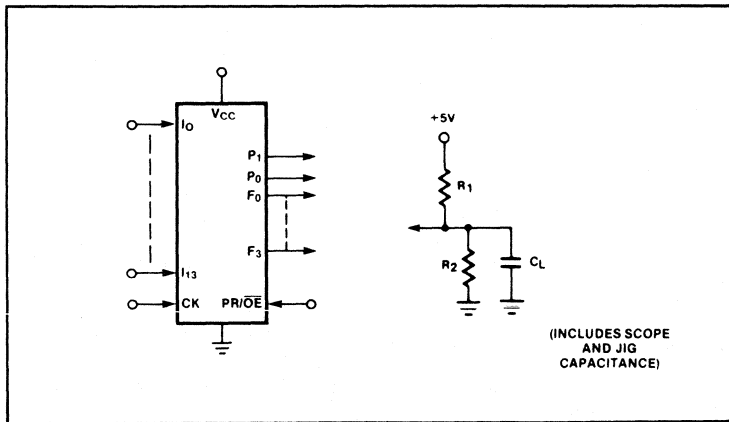 VCC
I0
P1
P0
F0
F3
I13
CK
PR/OE
+5V
R1
R2
CL
(INCLUDES SCOPE
AND JIG
CAPACITANCE)